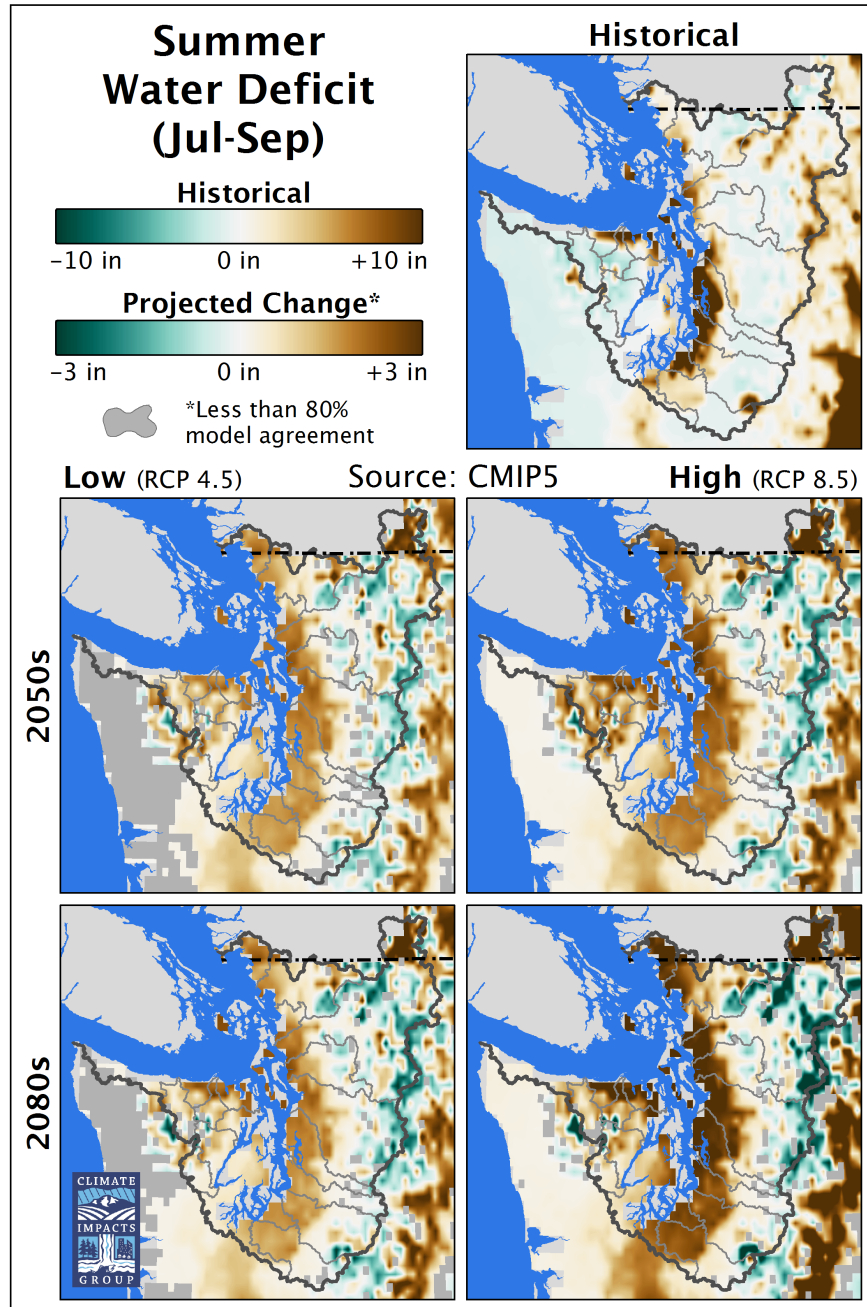 Summer
Water Deficit
(Jul-Sep)
Historical
Historical
−10 in 0 in +10 in
Projected Change*
−3 in 0 in +3 in
*Less than 80%
model agreement
Low (RCP 4.5) Source: CMIP5 High (RCP 8.5)
2050s
2080s
CLIMATE
IMPACTS
GROUP